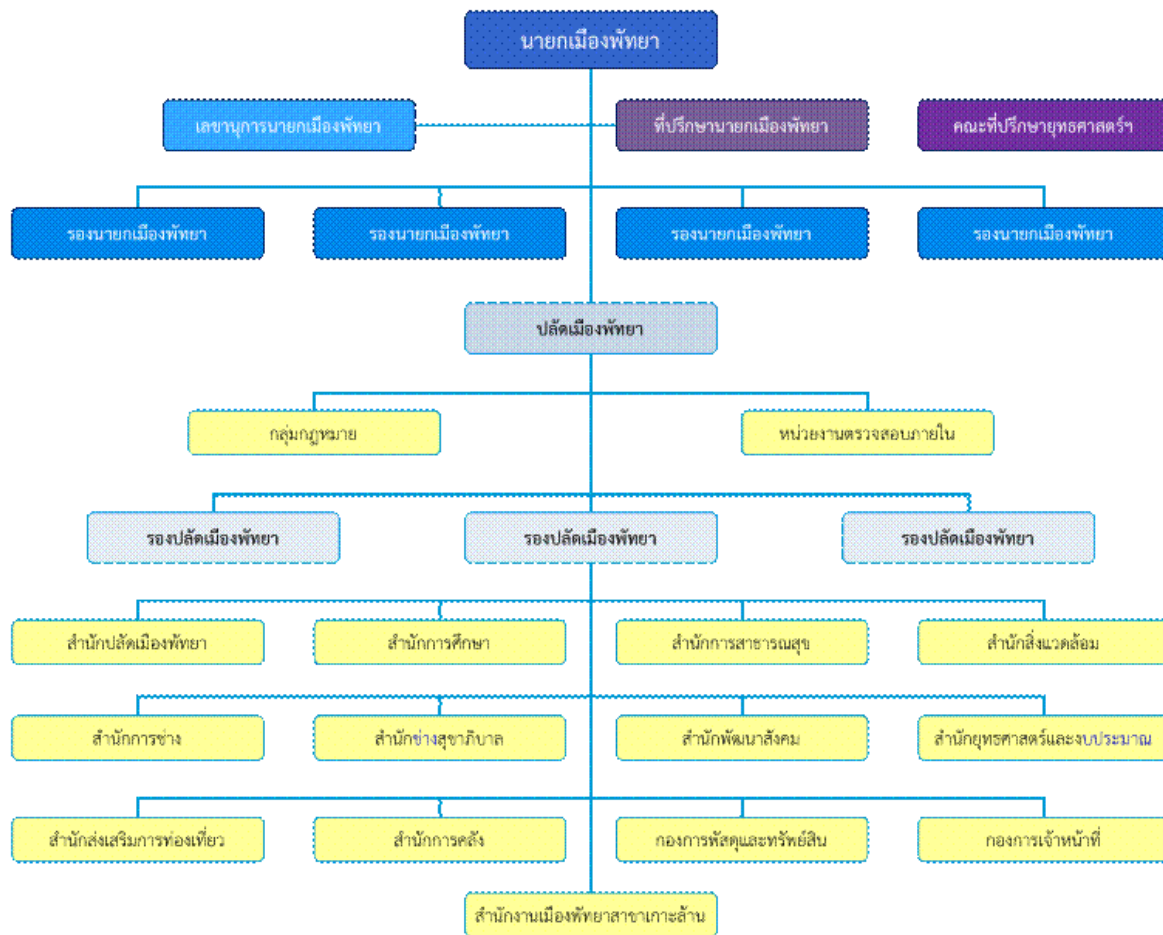 นายกเมืองพัทยา
เลขานุการนายกเมืองพัทยา
ที่ปรึกษานายกเมืองพัทยา
คณะที่ปรึกษายุทธศาสตร์ฯ
รองนายกเมืองพัทยา
รองนายกเมืองพัทยา
รองนายกเมืองพัทยา
รองนายกเมืองพัทยา
ปลัดเมืองพัทยา
กลุ่มกฎหมาย
หน่วยงานตรวจสอบภายใน
รองปลัดเมืองพัทยา
รองปลัดเมืองพัทยา
รองปลัดเมืองพัทยา
สำนักปลัดเมืองพัทยา
สำนักการศึกษา
สำนักการสาธารณสุข
สำนักสิ่งแวดล้อม
สำนักการช่าง
สำนักช่างสุขาภิบาล
สำนักพัฒนาสังคม
สำนักยุทธศาสตร์และงบประมาณ
สำนักส่งเสริมการท่องเที่ยว
สำนักการคลัง
กองการพัสดุและทรัพย์สิน
กองการเจ้าหน้าที่
สำนักงานเมืองพัทยาสาขาเกาะล้าน